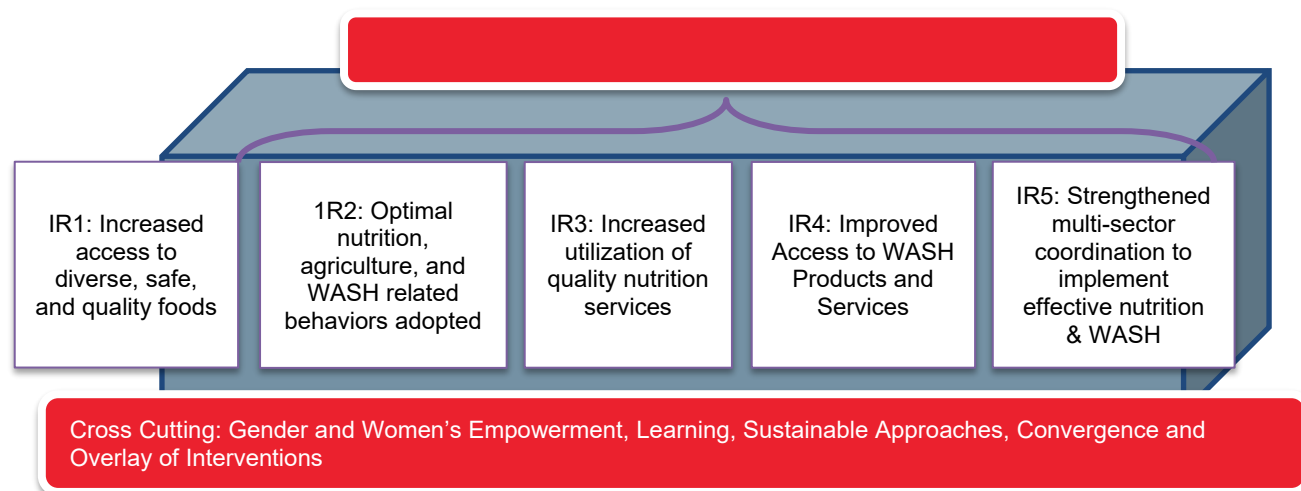 IR1: Increased
access to
diverse, safe,
and quality foods
1R2: Optimal
nutrition,
agriculture, and
WASH related
behaviors adopted
IR3: Increased
utilization of
quality nutrition
services
IR4: Improved
Access to WASH
Products and
Services
IR5: Strengthened
multi-sector
coordination to
implement
effective nutrition
& WASH
Cross Cutting: Gender and Women’s Empowerment, Learning, Sustainable Approaches, Convergence and
Overlay of Interventions